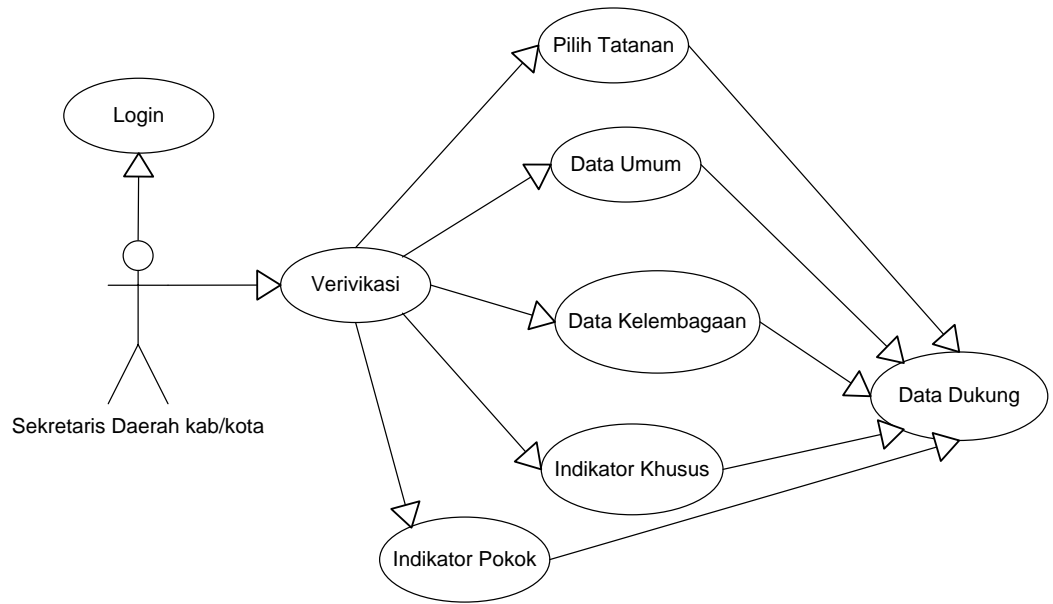 Pilih Tatanan
Login
Data Umum
Verivikasi
Data Kelembagaan
Data Dukung
Sekretaris Daerah kab/kota
Indikator Khusus
Indikator Pokok